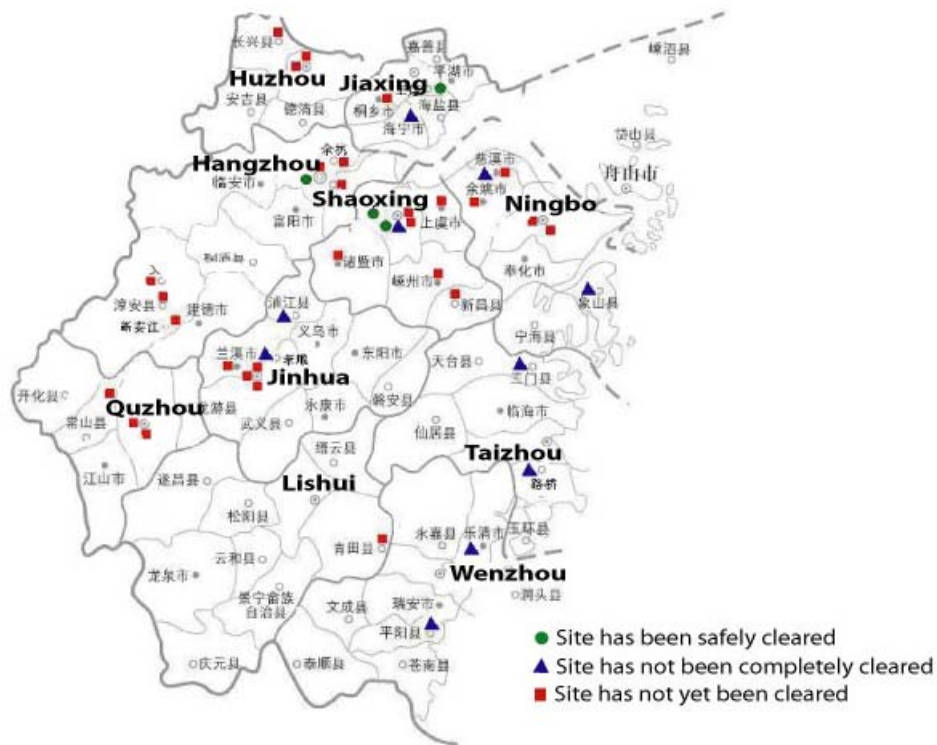 长兴县
Huzhou
安吉县
德清县
嘉善县
Jiaxing
平湖市
桐乡市
海盐县
海宁市
嵊泗县
岱山县
舟山市
余杭
Hangzhou
临安市
富阳市
Shaoxing
上虞市
慈溪市
余姚市
Ningbo
奉化市
象山县
宁海县
桐庐县
诸暨市
嵊州市
新昌县
淳安县
建德市
新安江
浦江县
义乌市
兰溪市
东阳市
Jinhua
天台县
三门县
开化县
常山县
Quzhou
龙游县
武义县
永康市
磐安县
仙居县
临海市
缙云县
江山市
遂昌县
Lishui
松阳县
Taizhou
路桥
玉环县
青田县
永嘉县
乐清市
Wenzhou
龙泉市
云和县
景宁畲族
自治县
文成县
瑞安市
平阳县
洞头县
庆元县
泰顺县
苍南县
Site has been safely cleared
Site has not been completely cleared
Site has not yet been cleared